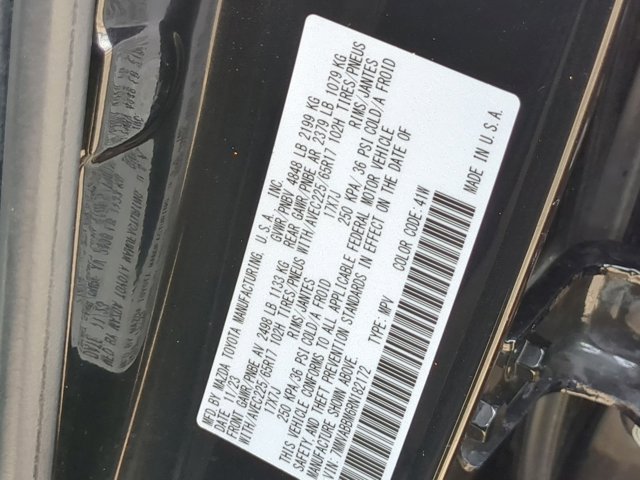 MFD BY MAZDA TOYOTA MANUFACTURING, U.S.A., INC.
DATE: 11/23 GVWR/PNBV 4848 LB 2199 KG
FRONT GAWR/PNBE AV 2498 LB 1133 KG REAR GAWR/PNBE AR 2379 LB 1079 KG
WITH/AVEC225/65R17 102H TIRES/PNEUS WITH/AVEC225/65R17 102H TIRES/PNEUS
17X7J RIMS/JANTES 17X7J RIMS/JANTES
250 KPA/36 PSI COLD/A FROID 250 KPA/36 PSI COLD/A FROID
THIS VEHICLE CONFORMS TO ALL APPLICABLE FEDERAL MOTOR VEHICLE
SAFETY AND THEFT PREVENTION STANDARDS IN EFFECT ON THE DATE OF
MANUFACTURE SHOWN ABOVE.
VIN: 7MMVABBM6RN182172 TYPE: MPV COLOR CODE: 41W
MADE IN U.S.A.